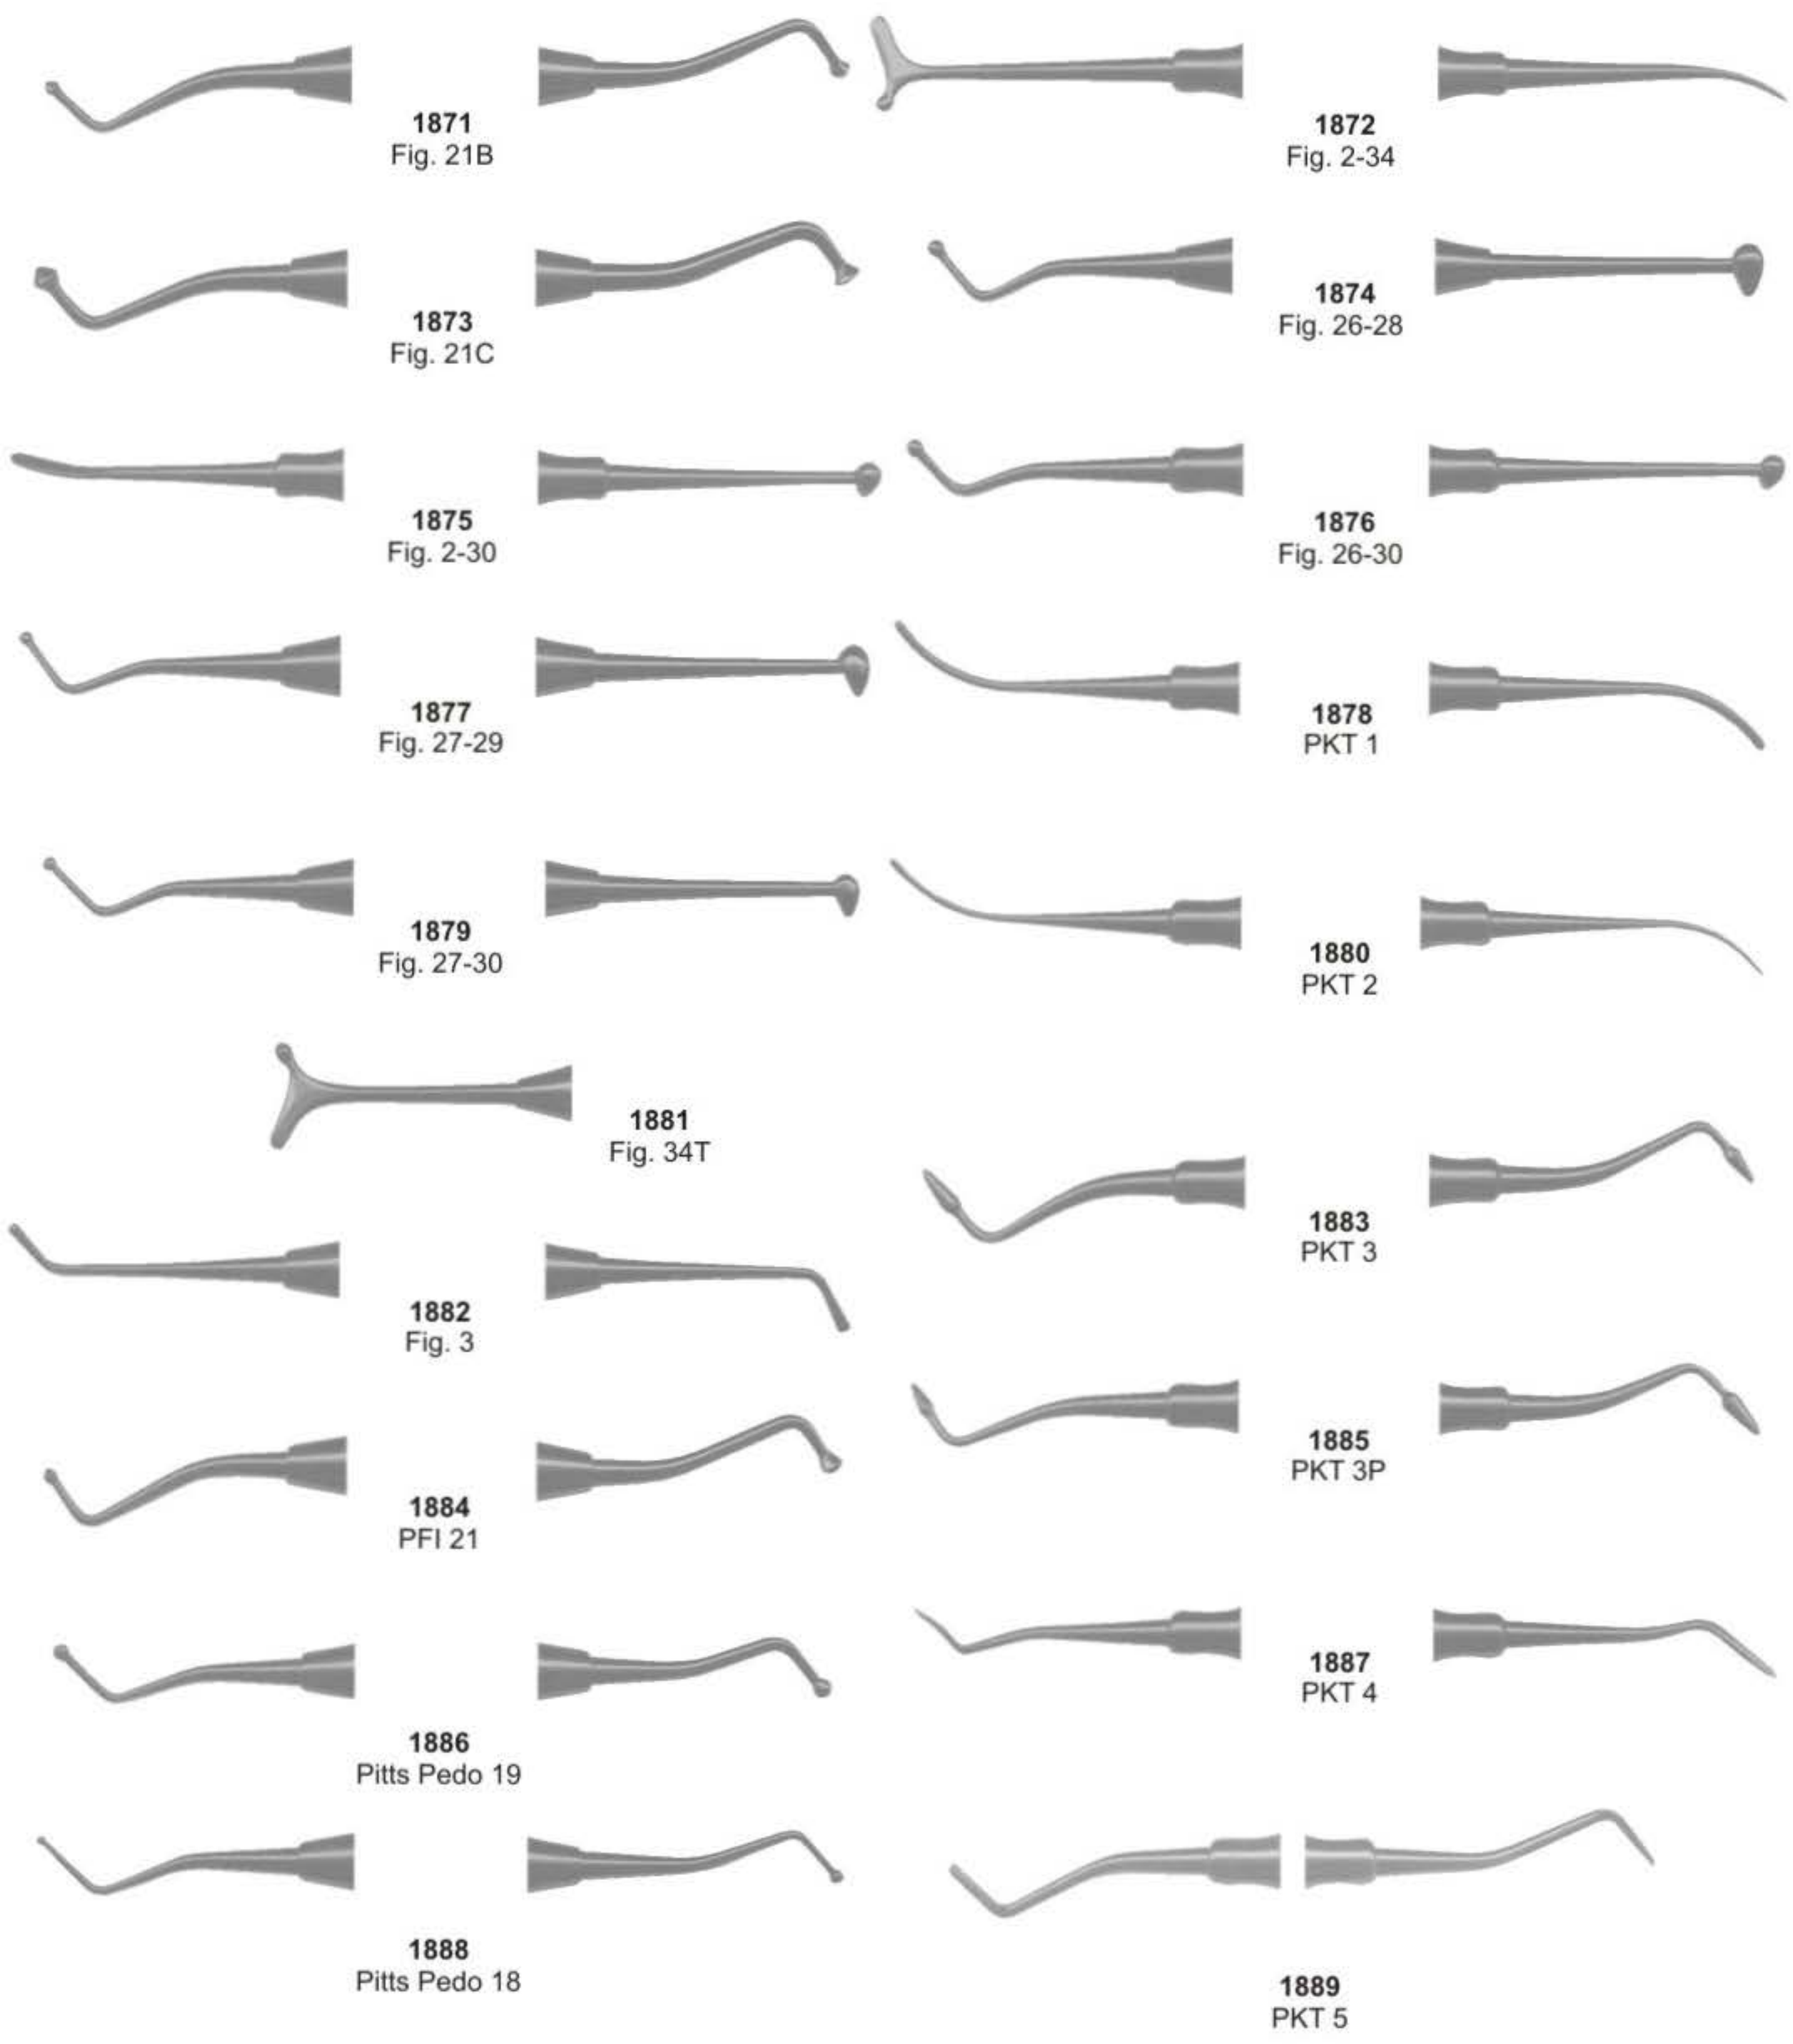 1871
Fig. 21B
1872
Fig. 2-34
1873
Fig. 21C
1874
Fig. 26-28
1875
Fig. 2-30
1876
Fig. 26-30
1877
Fig. 27-29
1878
PKT 1
1879
Fig. 27-30
1880
PKT 2
1881
Fig. 34T
1882
Fig. 3
1883
PKT 3
1884
PFI 21
1885
PKT 3P
1886
Pitts Pedo 19
1887
PKT 4
1888
Pitts Pedo 18
1889
PKT 5